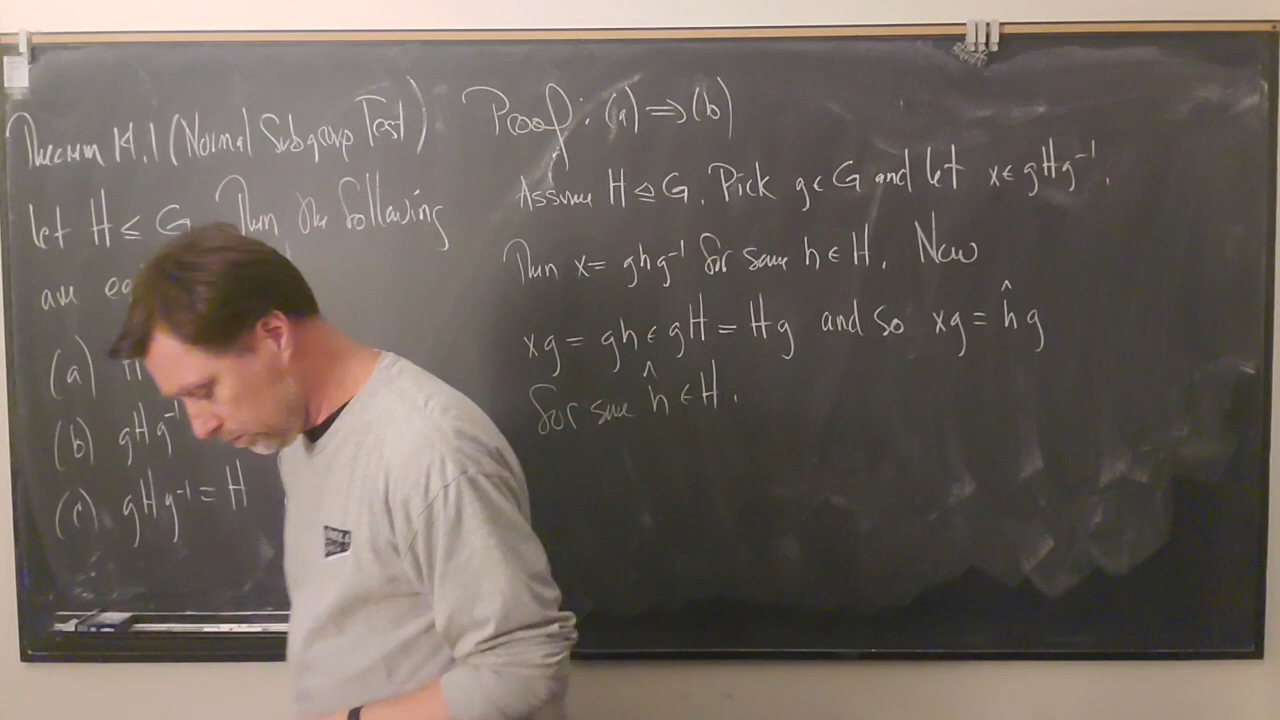 Theorem 14.1 (Normal Subgroup Test)
Let H ≤ G. Then the following
are
(a)
(b) gHg⁻¹
(c) gHg⁻¹ = H
Proof: (a) ⟹ (b)
Assume H ⊴ G. Pick g ∈ G and let x ∈ gHg⁻¹.
Then x = ghg⁻¹ for some h ∈ H. Now
xg = gh ∈ gH = Hg and so xg = ĥg
for some ĥ ∈ H.